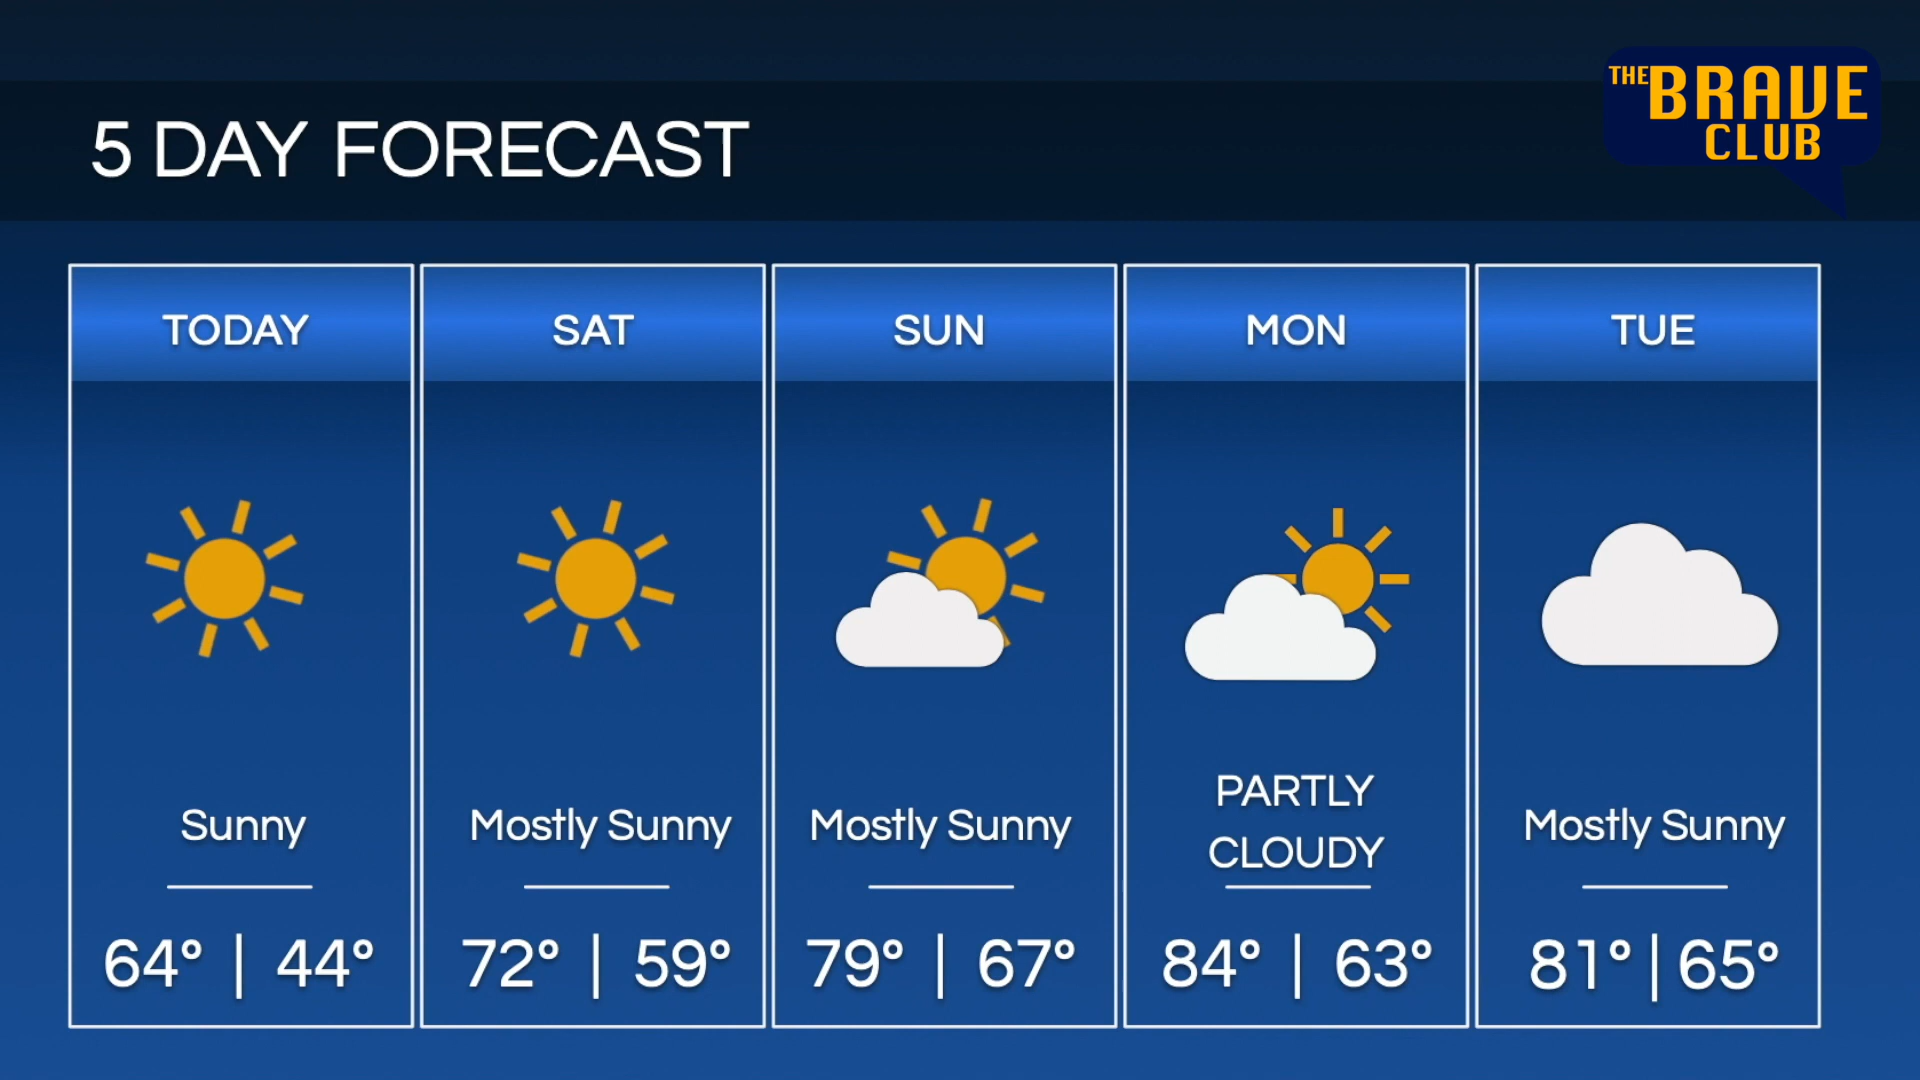 THE BRAVE
CLUB
5 DAY FORECAST
TODAY
Sunny
64° | 44°
SAT
Mostly Sunny
72° | 59°
SUN
Mostly Sunny
79° | 67°
MON
PARTLY
CLOUDY
84° | 63°
TUE
Mostly Sunny
81° | 65°